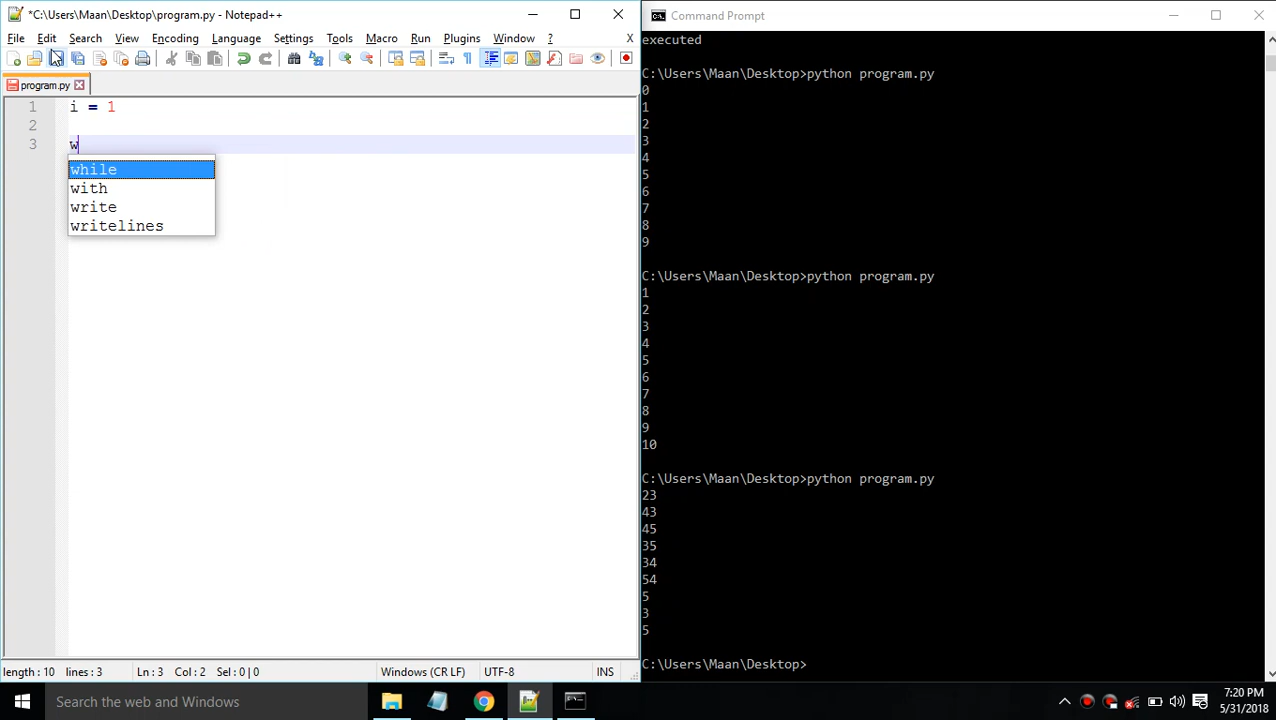 *C:\Users\Maan\Desktop\program.py - Notepad++
File Edit Search View Encoding Language Settings Tools Macro Run Plugins Window ? X
program.py
1 i = 1
2
3 w
while
with
write
writelines
length : 10 lines : 3 Ln : 3 Col : 2 Sel : 0 | 0 Windows (CR LF) UTF-8 INS
Command Prompt
executed
C:\Users\Maan\Desktop>python program.py
0
1
2
3
4
5
6
7
8
9
C:\Users\Maan\Desktop>python program.py
1
2
3
4
5
6
7
8
9
10
C:\Users\Maan\Desktop>python program.py
23
43
45
35
34
54
5
3
5
C:\Users\Maan\Desktop>
Search the web and Windows
7:20 PM
5/31/2018